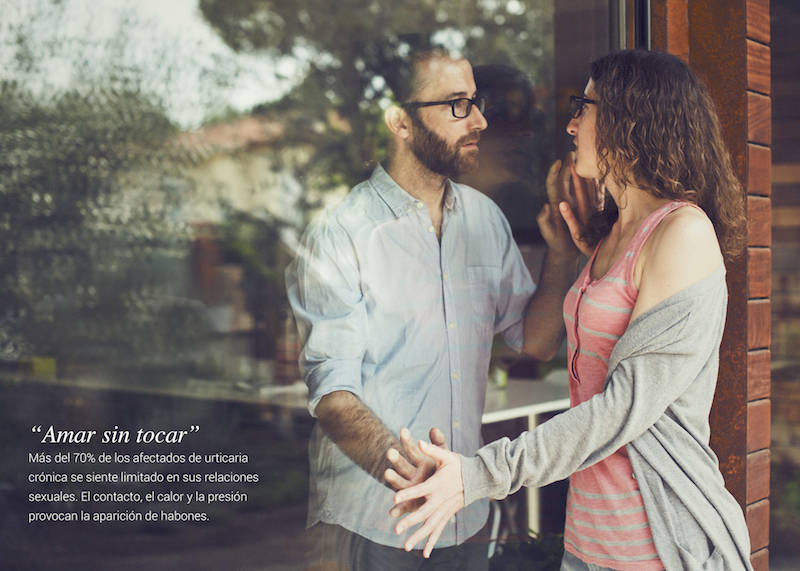 “Amar sin tocar”
Más del 70% de los afectados de urticaria
crónica se siente limitado en sus relaciones
sexuales. El contacto, el calor y la presión
provocan la aparición de habones.